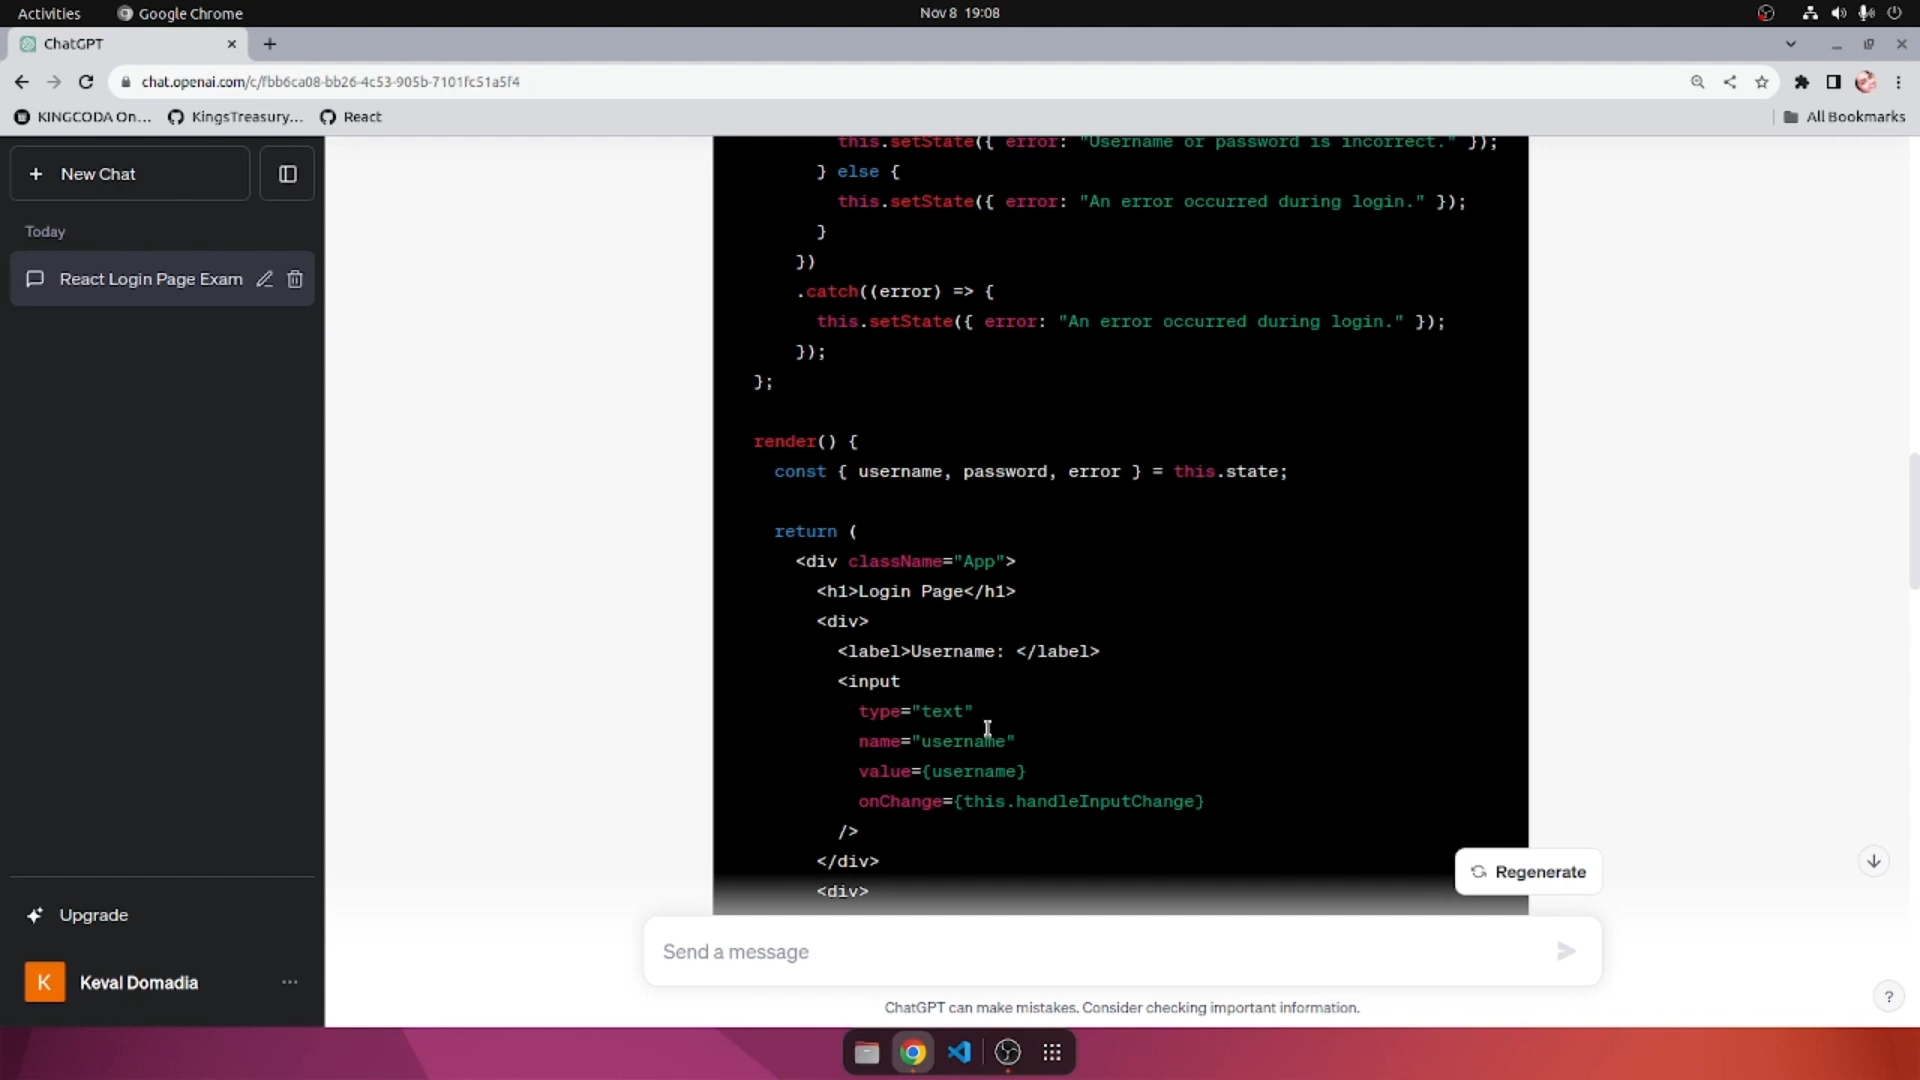 Activities
Google Chrome
Nov 8 19:08
ChatGPT
chat.openai.com/c/fbb6ca08-bb26-4c53-905b-7101fc51a5f4
KINGCODA On...
KingsTreasury...
React
All Bookmarks
New Chat
Today
React Login Page Exam
Upgrade
K
Keval Domadia
this.setState({ error: "Username or password is incorrect." });
} else {
this.setState({ error: "An error occurred during login." });
}
})
.catch((error) => {
this.setState({ error: "An error occurred during login." });
});
};
render() {
const { username, password, error } = this.state;
return (
<div className="App">
<h1>Login Page</h1>
<div>
<label>Username: </label>
<input
type="text"
name="username"
value={username}
onChange={this.handleInputChange}
/>
</div>
<div>
Regenerate
Send a message
ChatGPT can make mistakes. Consider checking important information.
?